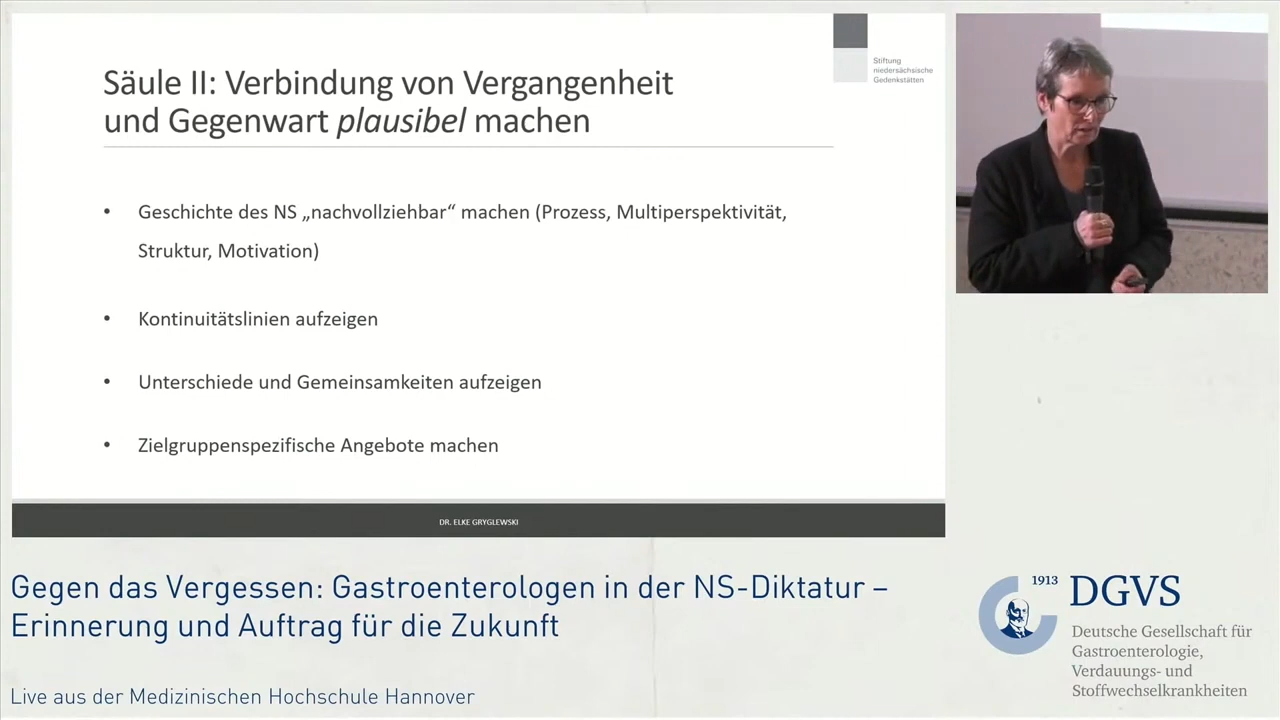 Säule II: Verbindung von Vergangenheit
und Gegenwart plausibel machen
Stiftung
niedersächsische
Gedenkstätten
• Geschichte des NS „nachvollziehbar“ machen (Prozess, Multiperspektivität,
Struktur, Motivation)
• Kontinuitätslinien aufzeigen
• Unterschiede und Gemeinsamkeiten aufzeigen
• Zielgruppenspezifische Angebote machen
DR. ELKE GRYGLEWSKI
Gegen das Vergessen: Gastroenterologen in der NS-Diktatur –
Erinnerung und Auftrag für die Zukunft
Live aus der Medizinischen Hochschule Hannover
1913 DGVS
Deutsche Gesellschaft für
Gastroenterologie,
Verdauungs- und
Stoffwechselkrankheiten